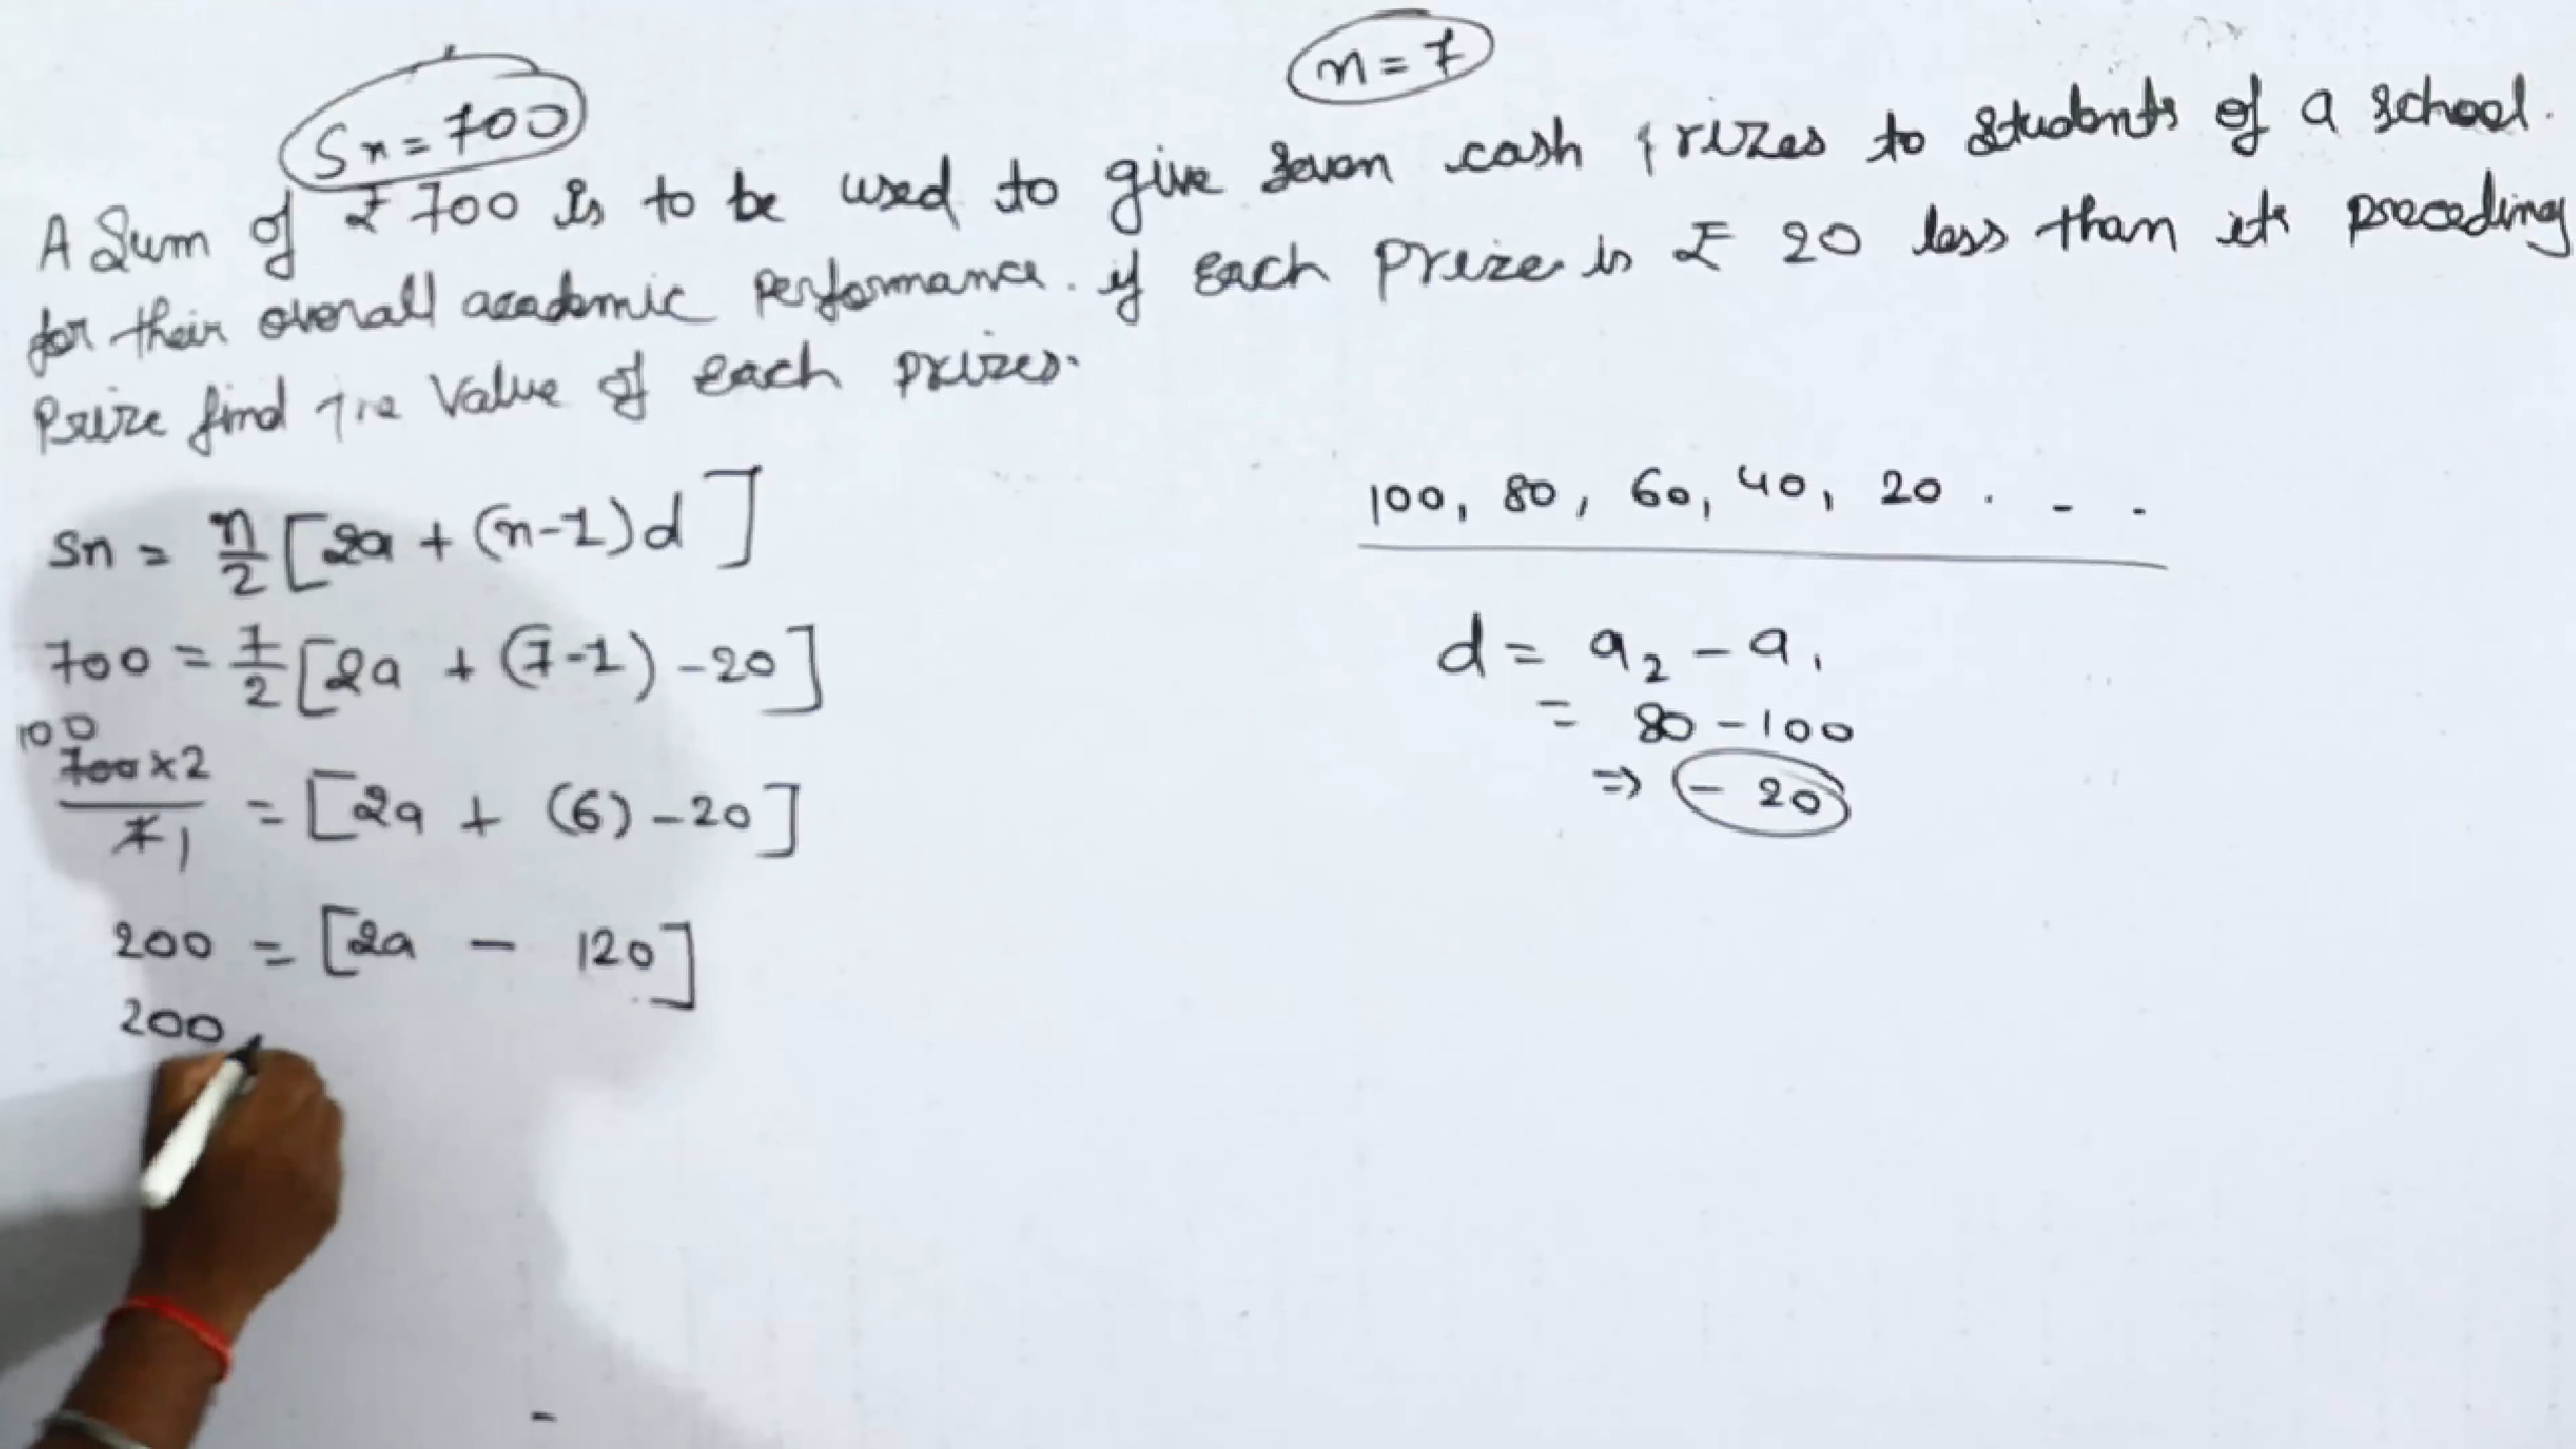 Sn = 700
n = 7
A Sum of ₹ 700 is to be used to give seven cash prizes to students of a school.
for their overall academic performance. if each prize is ₹ 20 less than its preceding
Prize find the Value of each prizes.
Sn = n/2 [2a + (n-1)d]
700 = 7/2 [2a + (7-1) -20]
100
700×2/7 1 = [2a + (6) -20]
200 = [2a - 120]
200
100, 80, 60, 40, 20 . - .
d = a₂ - a₁
= 80 - 100
⇒ - 20